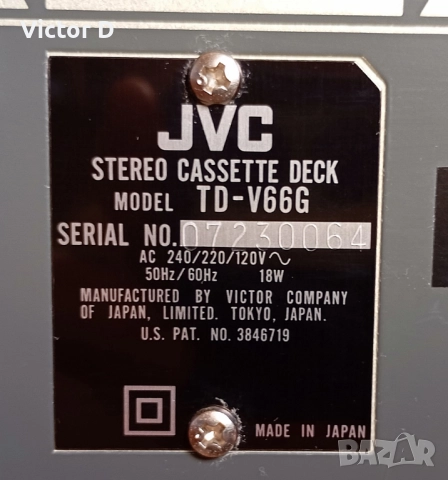 Victor D
JVC
STEREO CASSETTE DECK
MODEL TD-V66G
SERIAL NO. 07230064
AC 240/220/120V~
50Hz/60Hz 18W
MANUFACTURED BY VICTOR COMPANY
OF JAPAN, LIMITED. TOKYO, JAPAN.
U.S. PAT. NO. 3846719
MADE IN JAPAN
BAZAR